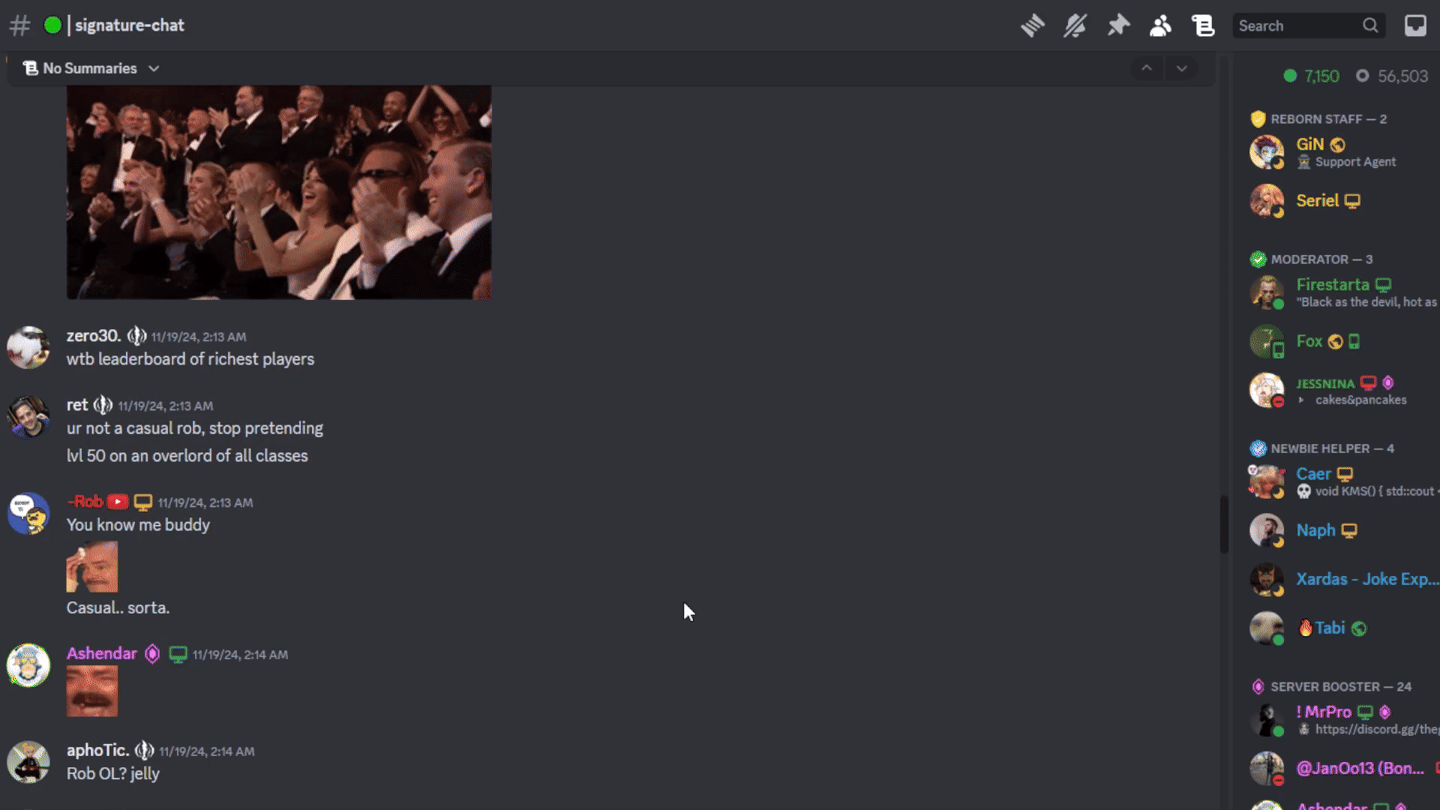 signature-chat
Search
No Summaries
7,150 56,503
zero30. 11/19/24, 2:13 AM
wtb leaderboard of richest players
ret 11/19/24, 2:13 AM
ur not a casual rob, stop pretending
lvl 50 on an overlord of all classes
-Rob 11/19/24, 2:13 AM
You know me buddy
Casual.. sorta.
Ashendar 11/19/24, 2:14 AM
aphoTic. 11/19/24, 2:14 AM
Rob OL? jelly
REBORN STAFF — 2
GiN
Support Agent
Seriel
MODERATOR — 3
Firestarta
"Black as the devil, hot as
Fox
JESSNINA
cakes&pancakes
NEWBIE HELPER — 4
Caer
void KMS() { std::cout <
Naph
Xardas - Joke Exp...
Tabi
SERVER BOOSTER — 24
! MrPro
https://discord.gg/the
@JanOo13 (Bon...
Ashendar